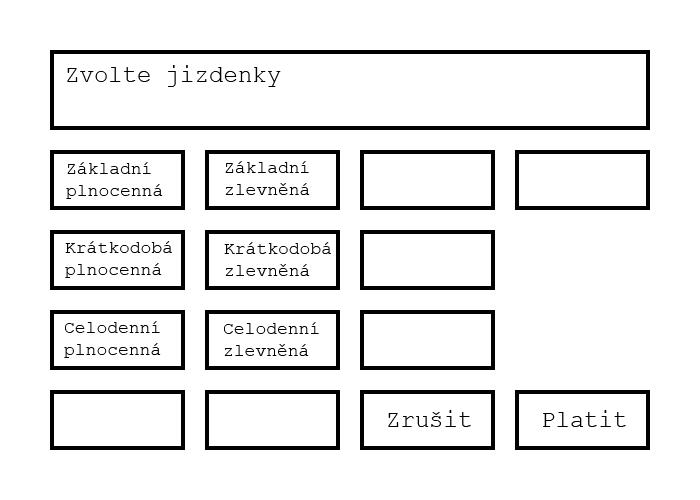 Zvolte jizdenky
Základní
plnocenná
Základní
zlevněná
Krátkodobá
plnocenná
Krátkodobá
zlevněná
Celodenní
plnocenná
Celodenní
zlevněná
Zrušit
Platit